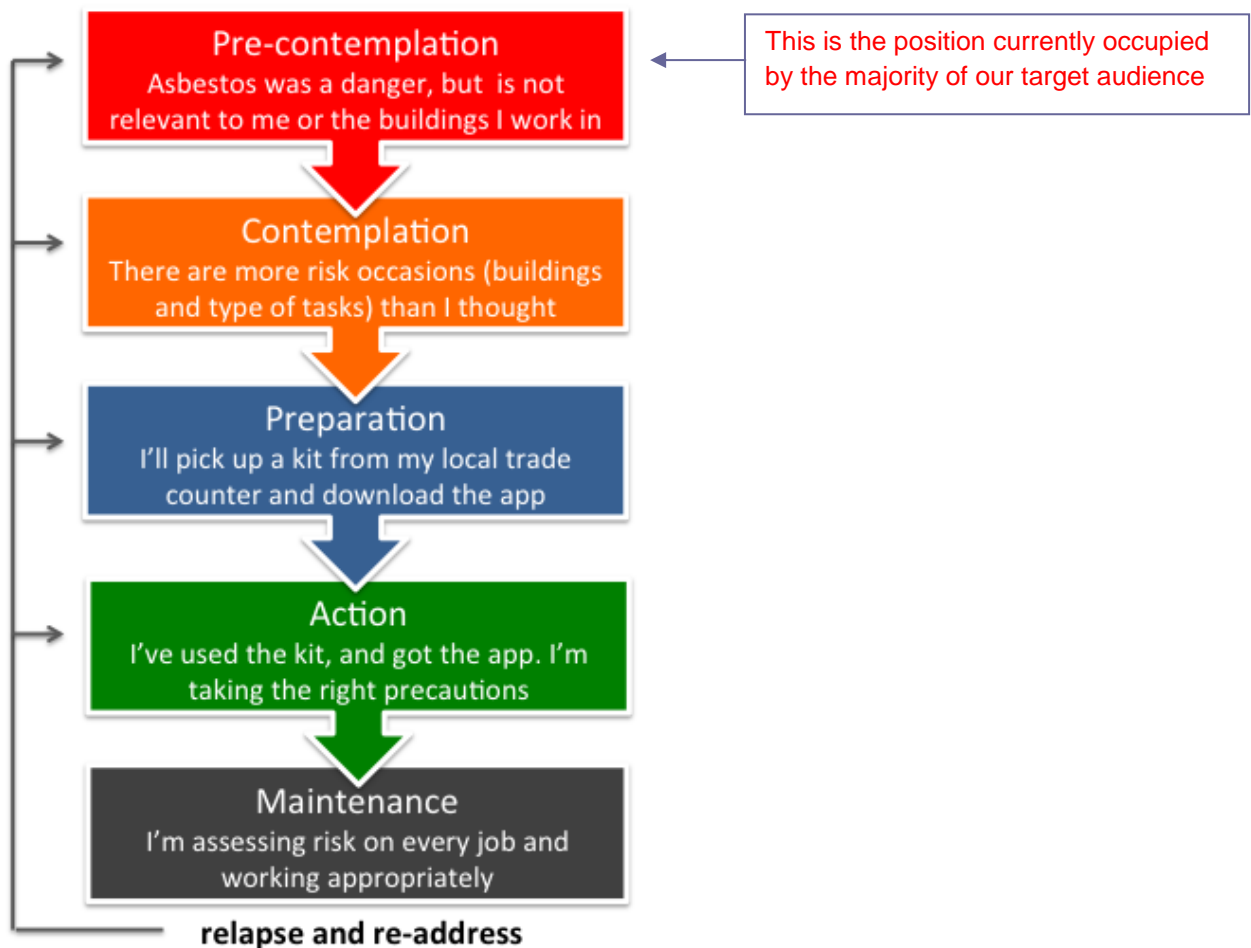 Pre-contemplation
Asbestos was a danger, but is not
relevant to me or the buildings I work in
This is the position currently occupied
by the majority of our target audience
Contemplation
There are more risk occasions (buildings
and type of tasks) than I thought
Preparation
I'll pick up a kit from my local trade
counter and download the app
Action
I've used the kit, and got the app. I'm
taking the right precautions
Maintenance
I'm assessing risk on every job and
working appropriately
relapse and re-address